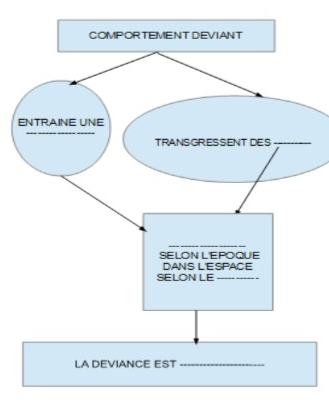 COMPORTEMENT DEVIANT
ENTRAINE UNE
-----------------
TRANSGRESSENT DES -----------
-------------------
SELON L'EPOQUE
DANS L'ESPACE
SELON LE -----------
LA DEVIANCE EST ----------------------